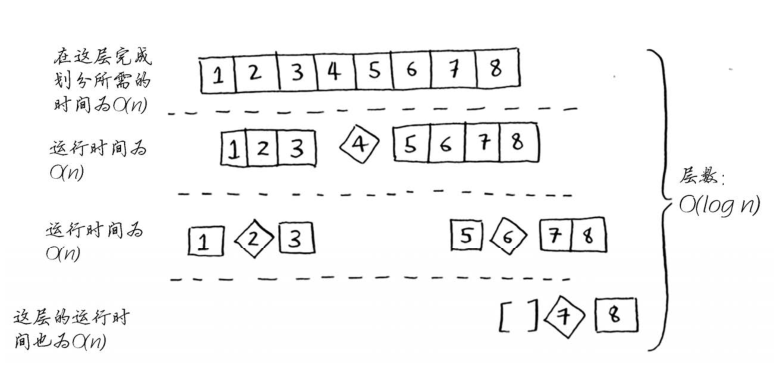 在这层完成
划分所需的
时间为O(n)
1 2 3 4 5 6 7 8
运行时间为
O(n)
1 2 3 4 5 6 7 8
层数:
O(log n)
运行时间为
O(n)
1 2 3 5 6 7 8
这层的运行时
间也为O(n)
[ ] 7 8